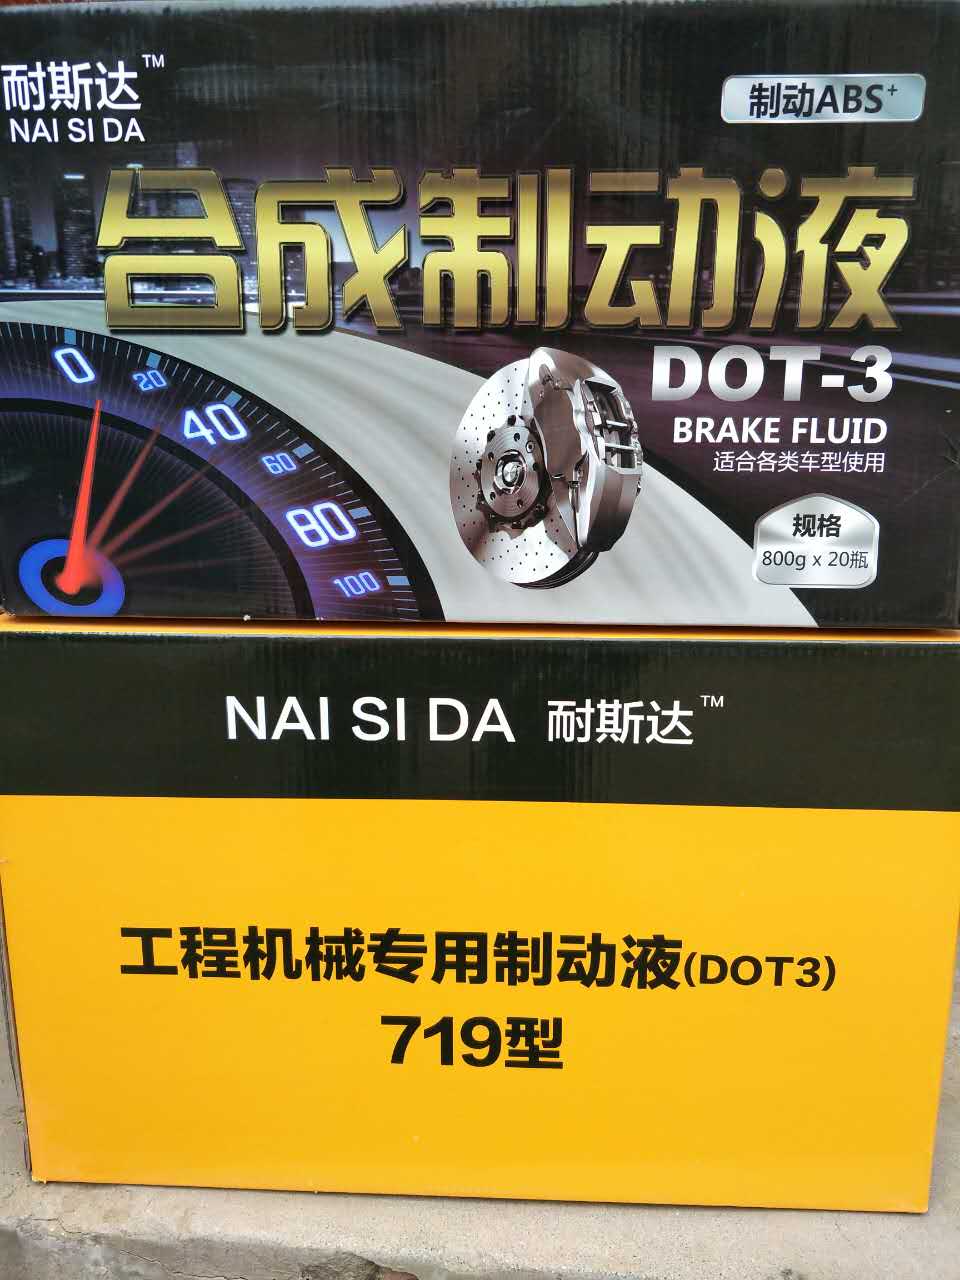 耐斯达™
NAI SI DA
制动ABS⁺
合成制动液
DOT-3
BRAKE FLUID
适合各类车型使用
规格
800g x 20瓶
0
20
40
60
80
100
NAI SI DA 耐斯达™
工程机械专用制动液(DOT3)
719型